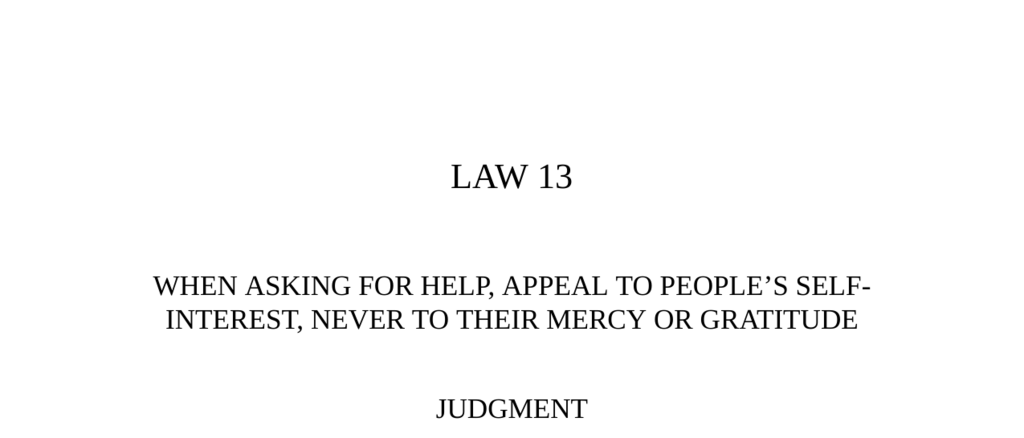 LAW 13
WHEN ASKING FOR HELP, APPEAL TO PEOPLE’S SELF-
INTEREST, NEVER TO THEIR MERCY OR GRATITUDE
JUDGMENT